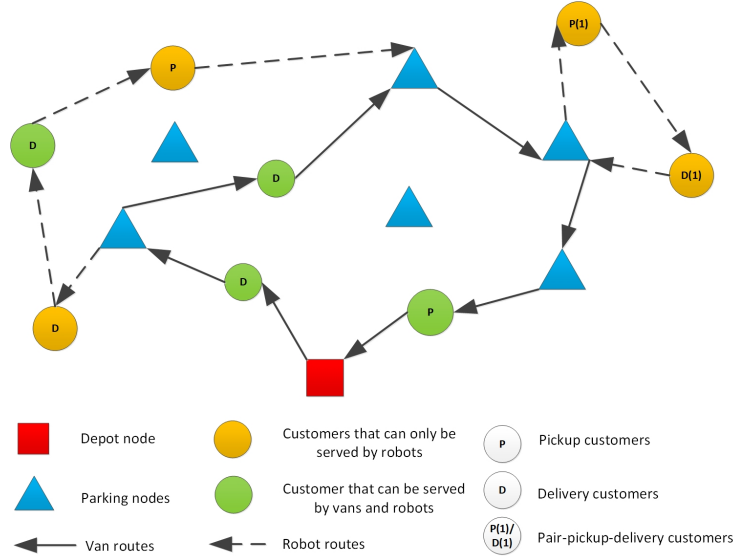 P(1)
P
D
D(1)
D
D
D
P
Depot node
Customers that can only be
served by robots
P
Pickup customers
Parking nodes
Customer that can be served
by vans and robots
D
Delivery customers
Van routes
Robot routes
P(1)/
D(1)
Pair-pickup-delivery customers